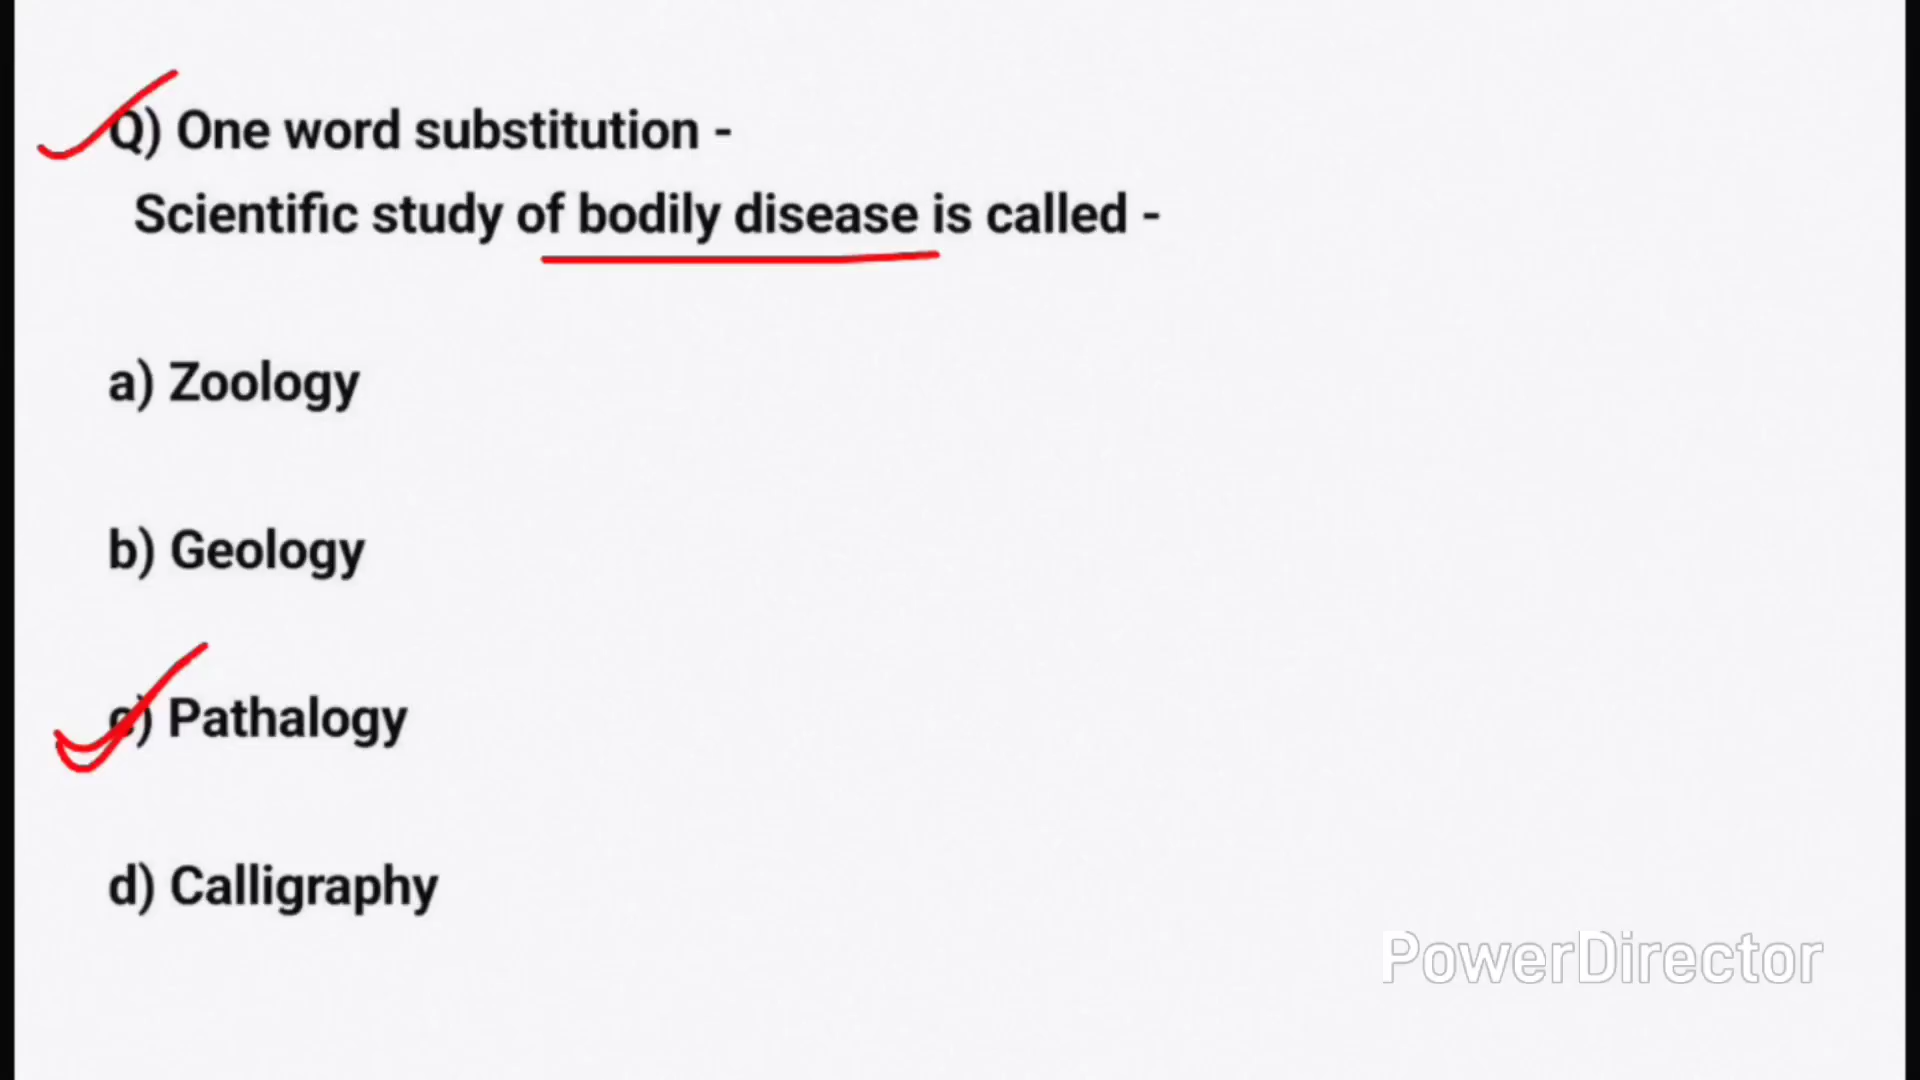 Q) One word substitution -
Scientific study of bodily disease is called -
a) Zoology
b) Geology
c) Pathalogy
d) Calligraphy
PowerDirector